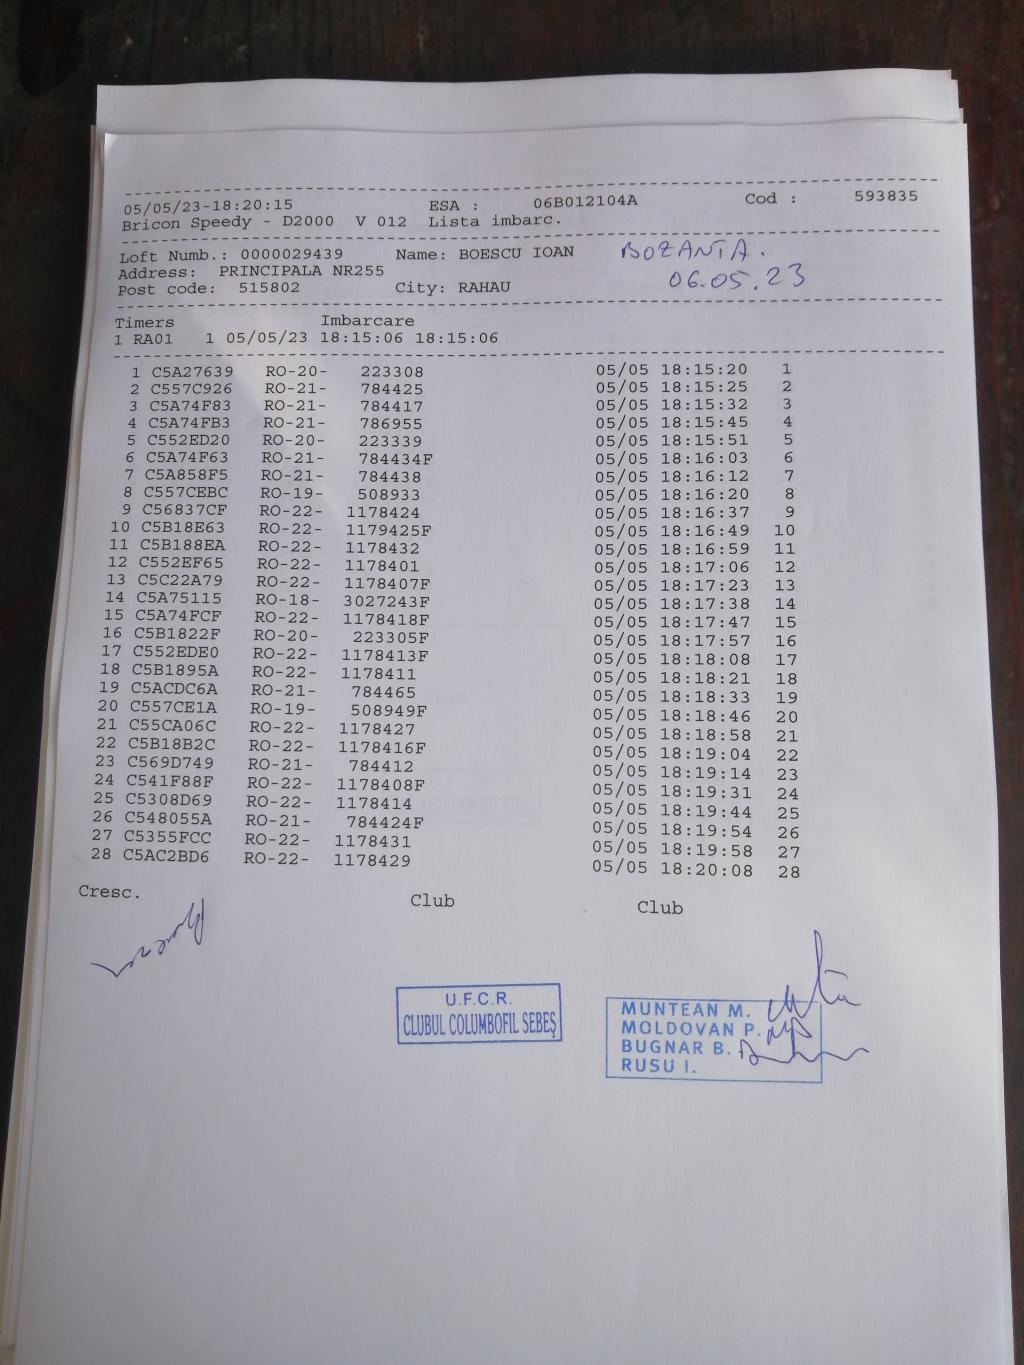 05/05/23-18:20:15 ESA : 06B012104A Cod : 593835
Bricon Speedy - D2000 V 012 Lista imbarc.
Loft Numb.: 0000029439 Name: BOESCU IOAN BOZANTA.
Address: PRINCIPALA NR255 06.05.23
Post code: 515802 City: RAHAU
Timers Imbarcare
1 RA01 1 05/05/23 18:15:06 18:15:06
1 C5A27639 RO-20- 223308 05/05 18:15:20 1
2 C557C926 RO-21- 784425 05/05 18:15:25 2
3 C5A74F83 RO-21- 784417 05/05 18:15:32 3
4 C5A74FB3 RO-21- 786955 05/05 18:15:45 4
5 C552ED20 RO-20- 223339 05/05 18:15:51 5
6 C5A74F63 RO-21- 784434F 05/05 18:16:03 6
7 C5A858F5 RO-21- 784438 05/05 18:16:12 7
8 C557CEBC RO-19- 508933 05/05 18:16:20 8
9 C56837CF RO-22- 1178424 05/05 18:16:37 9
10 C5B18E63 RO-22- 1179425F 05/05 18:16:49 10
11 C5B188EA RO-22- 1178432 05/05 18:16:59 11
12 C552EF65 RO-22- 1178401 05/05 18:17:06 12
13 C5C22A79 RO-22- 1178407F 05/05 18:17:23 13
14 C5A75115 RO-18- 3027243F 05/05 18:17:38 14
15 C5A74FCF RO-22- 1178418F 05/05 18:17:47 15
16 C5B1822F RO-20- 223305F 05/05 18:17:57 16
17 C552EDE0 RO-22- 1178413F 05/05 18:18:08 17
18 C5B1895A RO-22- 1178411 05/05 18:18:21 18
19 C5ACDC6A RO-21- 784465 05/05 18:18:33 19
20 C557CE1A RO-19- 508949F 05/05 18:18:46 20
21 C55CA06C RO-22- 1178427 05/05 18:18:58 21
22 C5B18B2C RO-22- 1178416F 05/05 18:19:04 22
23 C569D749 RO-21- 784412 05/05 18:19:14 23
24 C541F88F RO-22- 1178408F 05/05 18:19:31 24
25 C5308D69 RO-22- 1178414 05/05 18:19:44 25
26 C548055A RO-21- 784424F 05/05 18:19:54 26
27 C5355FCC RO-22- 1178431 05/05 18:19:58 27
28 C5AC2BD6 RO-22- 1178429 05/05 18:20:08 28
Cresc. Club Club
U.F.C.R.
CLUBUL COLUMBOFIL SEBEȘ
MUNTEAN M.
MOLDOVAN P.
BUGNAR B.
RUSU I.